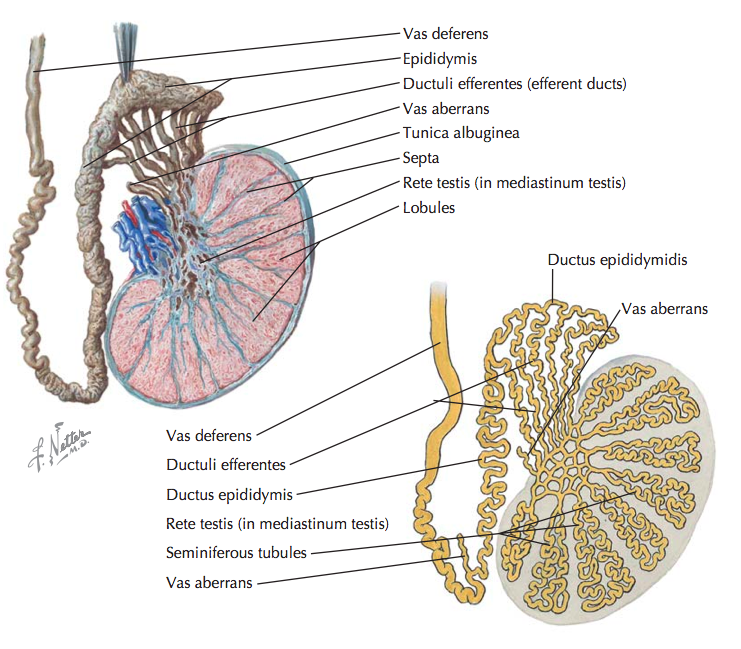 Vas deferens
Epididymis
Ductuli efferentes (efferent ducts)
Vas aberrans
Tunica albuginea
Septa
Rete testis (in mediastinum testis)
Lobules
Ductus epididymidis
Vas aberrans
Vas deferens
Ductuli efferentes
Ductus epididymis
Rete testis (in mediastinum testis)
Seminiferous tubules
Vas aberrans
F. Netter
M.D.